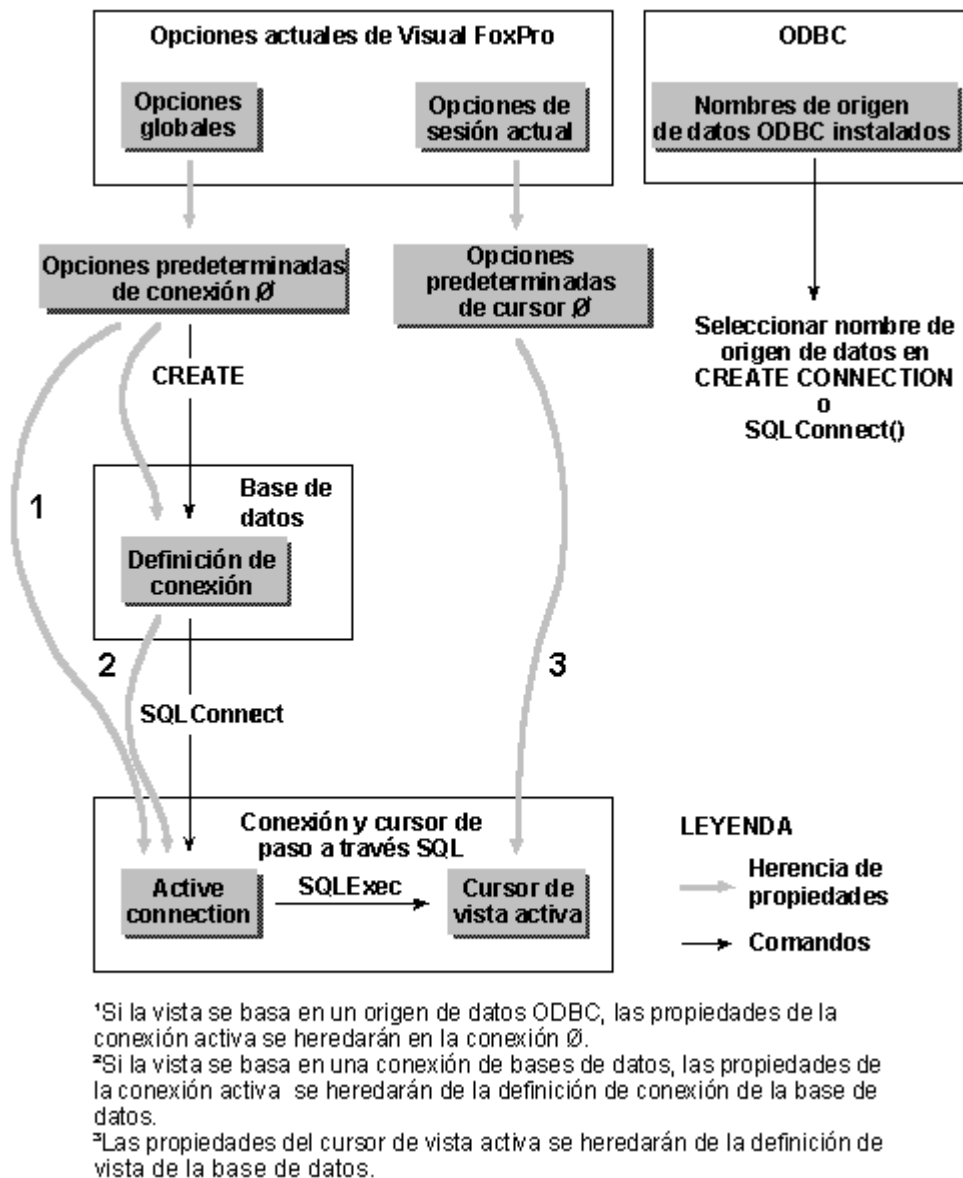 Opciones actuales de Visual FoxPro
ODBC
Opciones
globales
Opciones de
sesión actual
Nombres de origen
de datos ODBC instalados
Opciones predeterminadas
de conexión Ø
Opciones
predeterminadas
de cursor Ø
Seleccionar nombre de
origen de datos en
CREATE CONNECTION
o
SQLConnect()
CREATE
1
Base de
datos
Definición de
conexión
2
3
SQLConnect
Conexión y cursor de
paso a través SQL
Active
connection
SQLExec
Cursor de
vista activa
LEYENDA
Herencia de
propiedades
Comandos
¹Si la vista se basa en un origen de datos ODBC, las propiedades de la
conexión activa se heredarán en la conexión Ø.
²Si la vista se basa en una conexión de bases de datos, las propiedades de
la conexión activa se heredarán de la definición de conexión de la base de
datos.
³Las propiedades del cursor de vista activa se heredarán de la definición de
vista de la base de datos.